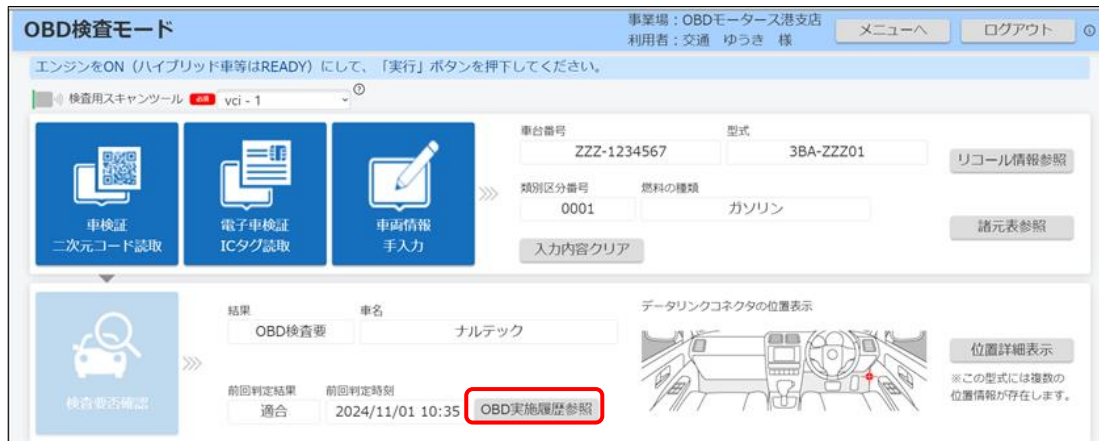 OBD検査モード
事業場：OBDモータース港支店
利用者：交通　ゆうき　様
メニューへ
ログアウト
エンジンをON（ハイブリッド車等はREADY）にして、「実行」ボタンを押下してください。
検査用スキャンツール 必須 vci - 1
車検証
二次元コード読取
電子車検証
ICタグ読取
車両情報
手入力
車台番号
ZZZ-1234567
型式
3BA-ZZZ01
リコール情報参照
類別区分番号
0001
燃料の種類
ガソリン
諸元表参照
入力内容クリア
検査要否確認
結果
OBD検査要
車名
ナルテック
前回判定結果
適合
前回判定時刻
2024/11/01 10:35
OBD実施履歴参照
データリンクコネクタの位置表示
位置詳細表示
※この型式には複数の
位置情報が存在します。